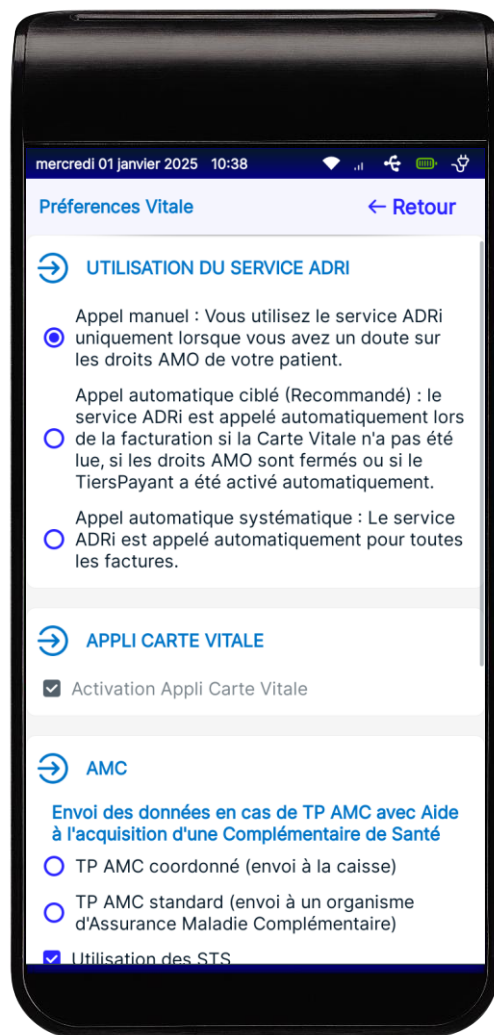 mercredi 01 janvier 2025 10:38
Préferences Vitale
← Retour
UTILISATION DU SERVICE ADRI
Appel manuel : Vous utilisez le service ADRi
uniquement lorsque vous avez un doute sur
les droits AMO de votre patient.
Appel automatique ciblé (Recommandé) : le
service ADRi est appelé automatiquement lors
de la facturation si la Carte Vitale n'a pas été
lue, si les droits AMO sont fermés ou si le
TiersPayant a été activé automatiquement.
Appel automatique systématique : Le service
ADRi est appelé automatiquement pour toutes
les factures.
APPLI CARTE VITALE
Activation Appli Carte Vitale
AMC
Envoi des données en cas de TP AMC avec Aide
à l'acquisition d'une Complémentaire de Santé
TP AMC coordonné (envoi à la caisse)
TP AMC standard (envoi à un organisme
d'Assurance Maladie Complémentaire)
Utilisation des STS